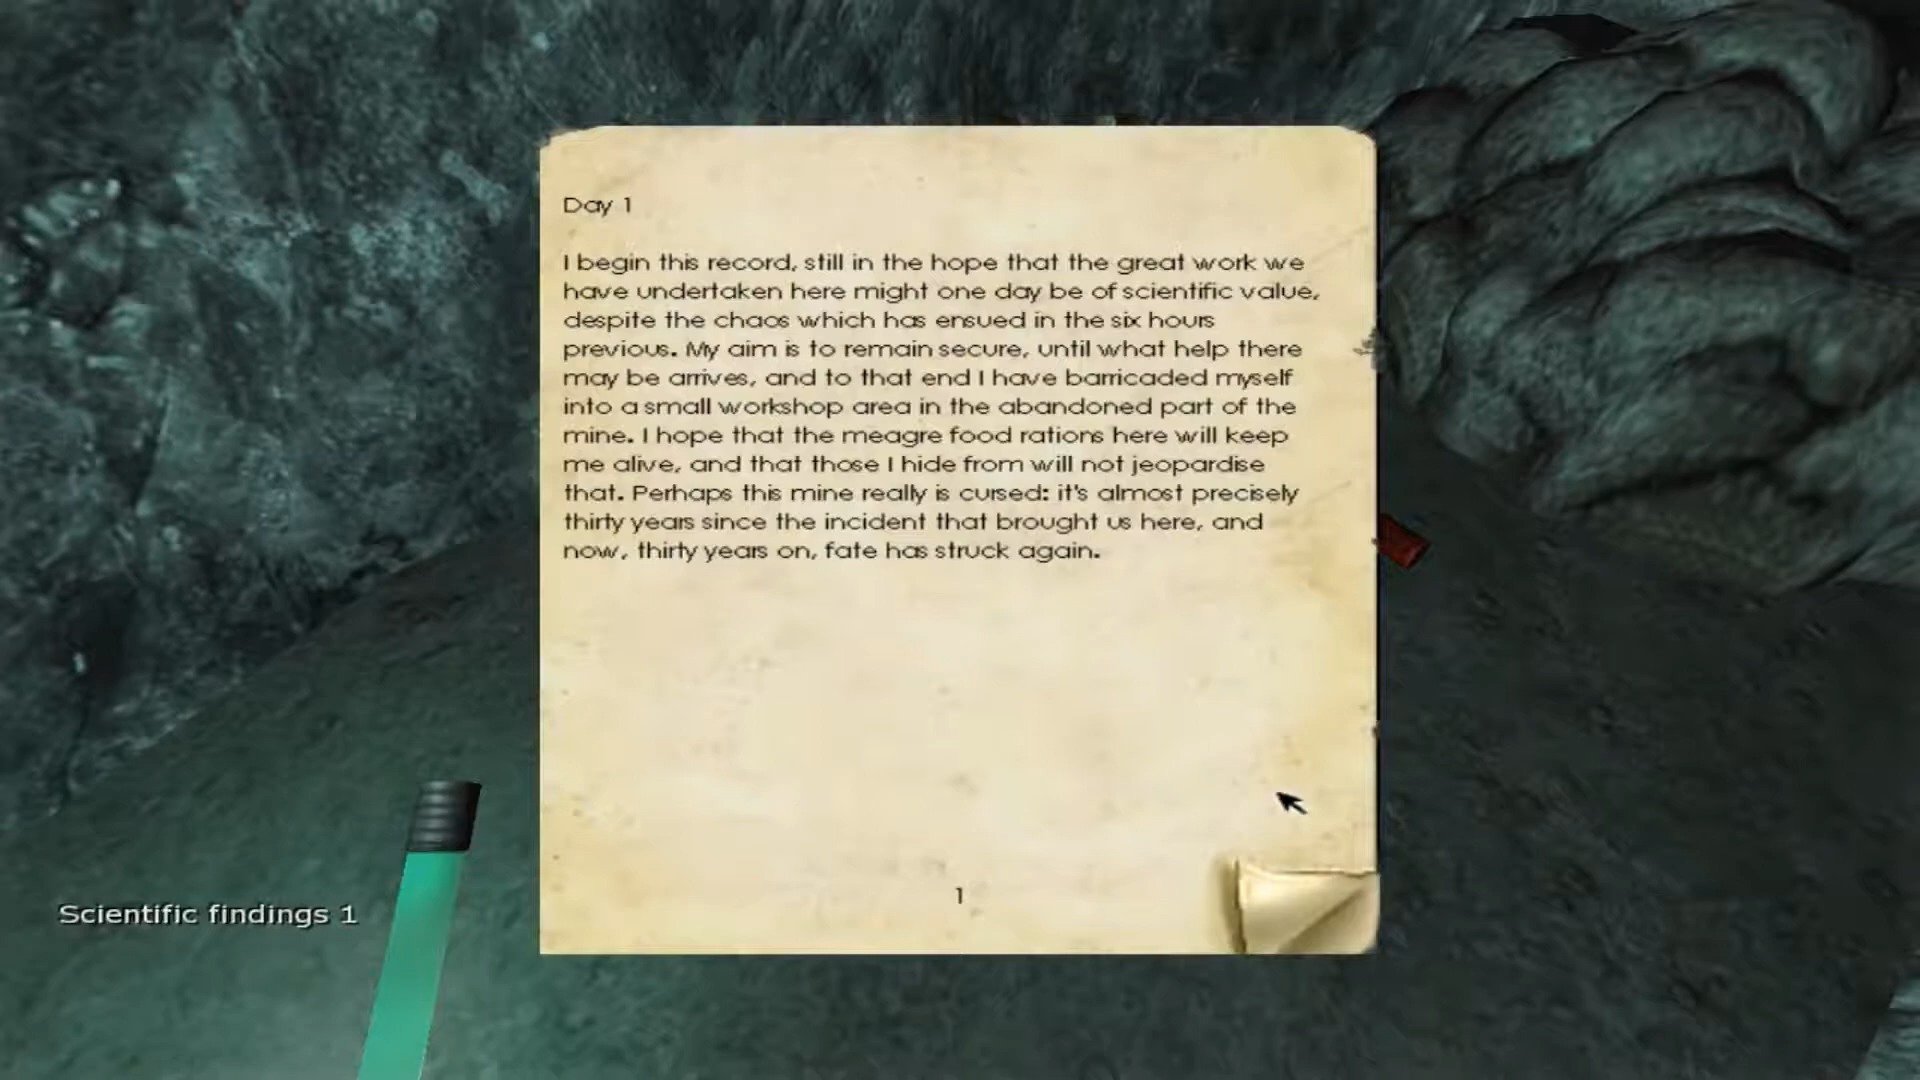 Day 1
I begin this record, still in the hope that the great work we
have undertaken here might one day be of scientific value,
despite the chaos which has ensued in the six hours
previous. My aim is to remain secure, until what help there
may be arrives, and to that end I have barricaded myself
into a small workshop area in the abandoned part of the
mine. I hope that the meagre food rations here will keep
me alive, and that those I hide from will not jeopardise
that. Perhaps this mine really is cursed: it's almost precisely
thirty years since the incident that brought us here, and
now, thirty years on, fate has struck again.
1
Scientific findings 1